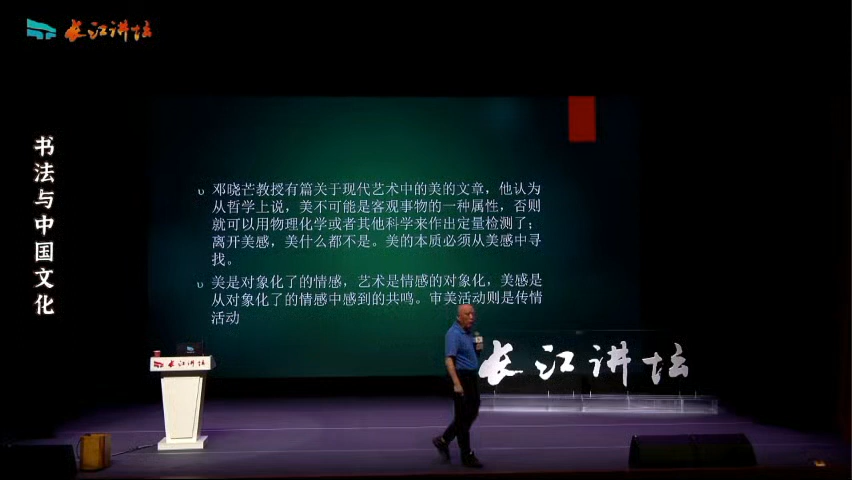 长江讲坛
书法与中国文化
邓晓芒教授有篇关于现代艺术中的美的文章，他认为
从哲学上说，美不可能是客观事物的一种属性，否则
就可以用物理化学或者其他科学来作出定量检测了；
离开美感，美什么都不是。美的本质必须从美感中寻
找。
美是对象化了的情感，艺术是情感的对象化，美感是
从对象化了的情感中感到的共鸣。审美活动则是传情
活动
长江讲坛
长江讲坛